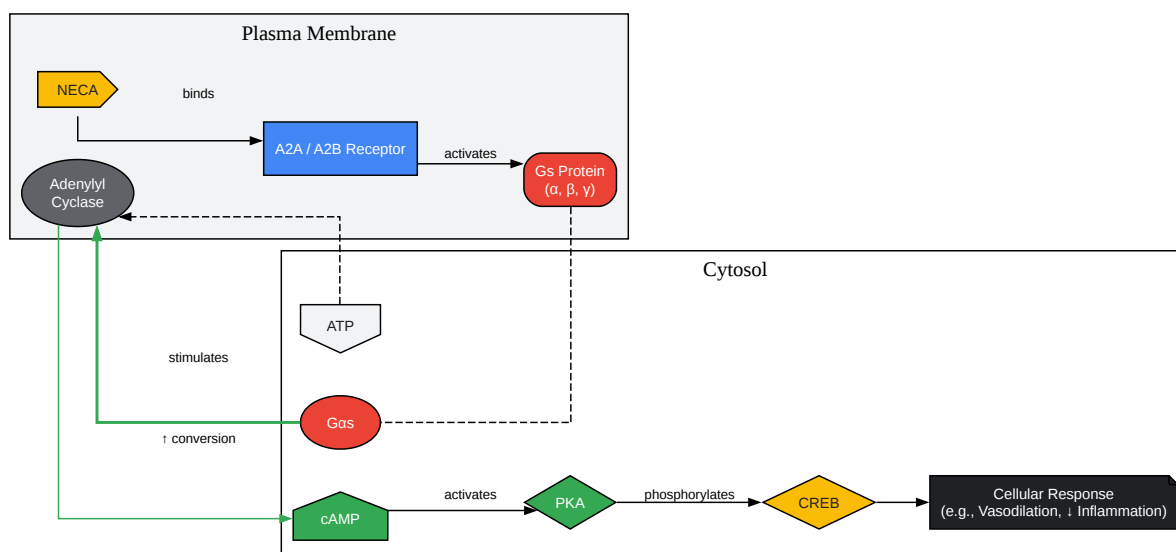 Plasma Membrane
NECA
binds
A2A / A2B Receptor
activates
Gs Protein
(α, β, γ)
Adenylyl
Cyclase
Cytosol
ATP
stimulates
Gαs
↑ conversion
cAMP
activates
PKA
phosphorylates
CREB
Cellular Response
(e.g., Vasodilation, ↓ Inflammation)